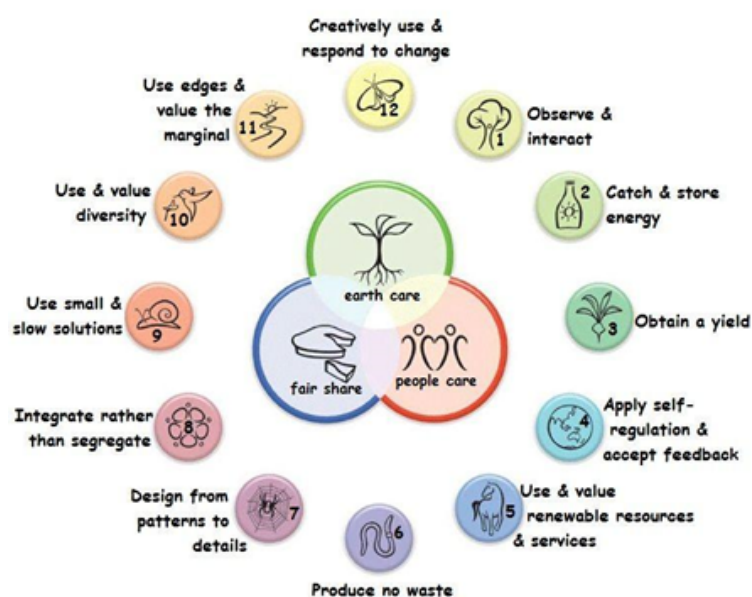 Creatively use &
respond to change
12
Observe &
interact
1
Catch & store
energy
2
Obtain a yield
3
Apply self-
regulation &
accept feedback
4
Use & value
renewable resources
& services
5
Produce no waste
6
Design from
patterns to
details
7
Integrate rather
than segregate
8
Use small &
slow solutions
9
Use & value
diversity
10
Use edges &
value the
marginal
11
earth care
fair share
people care